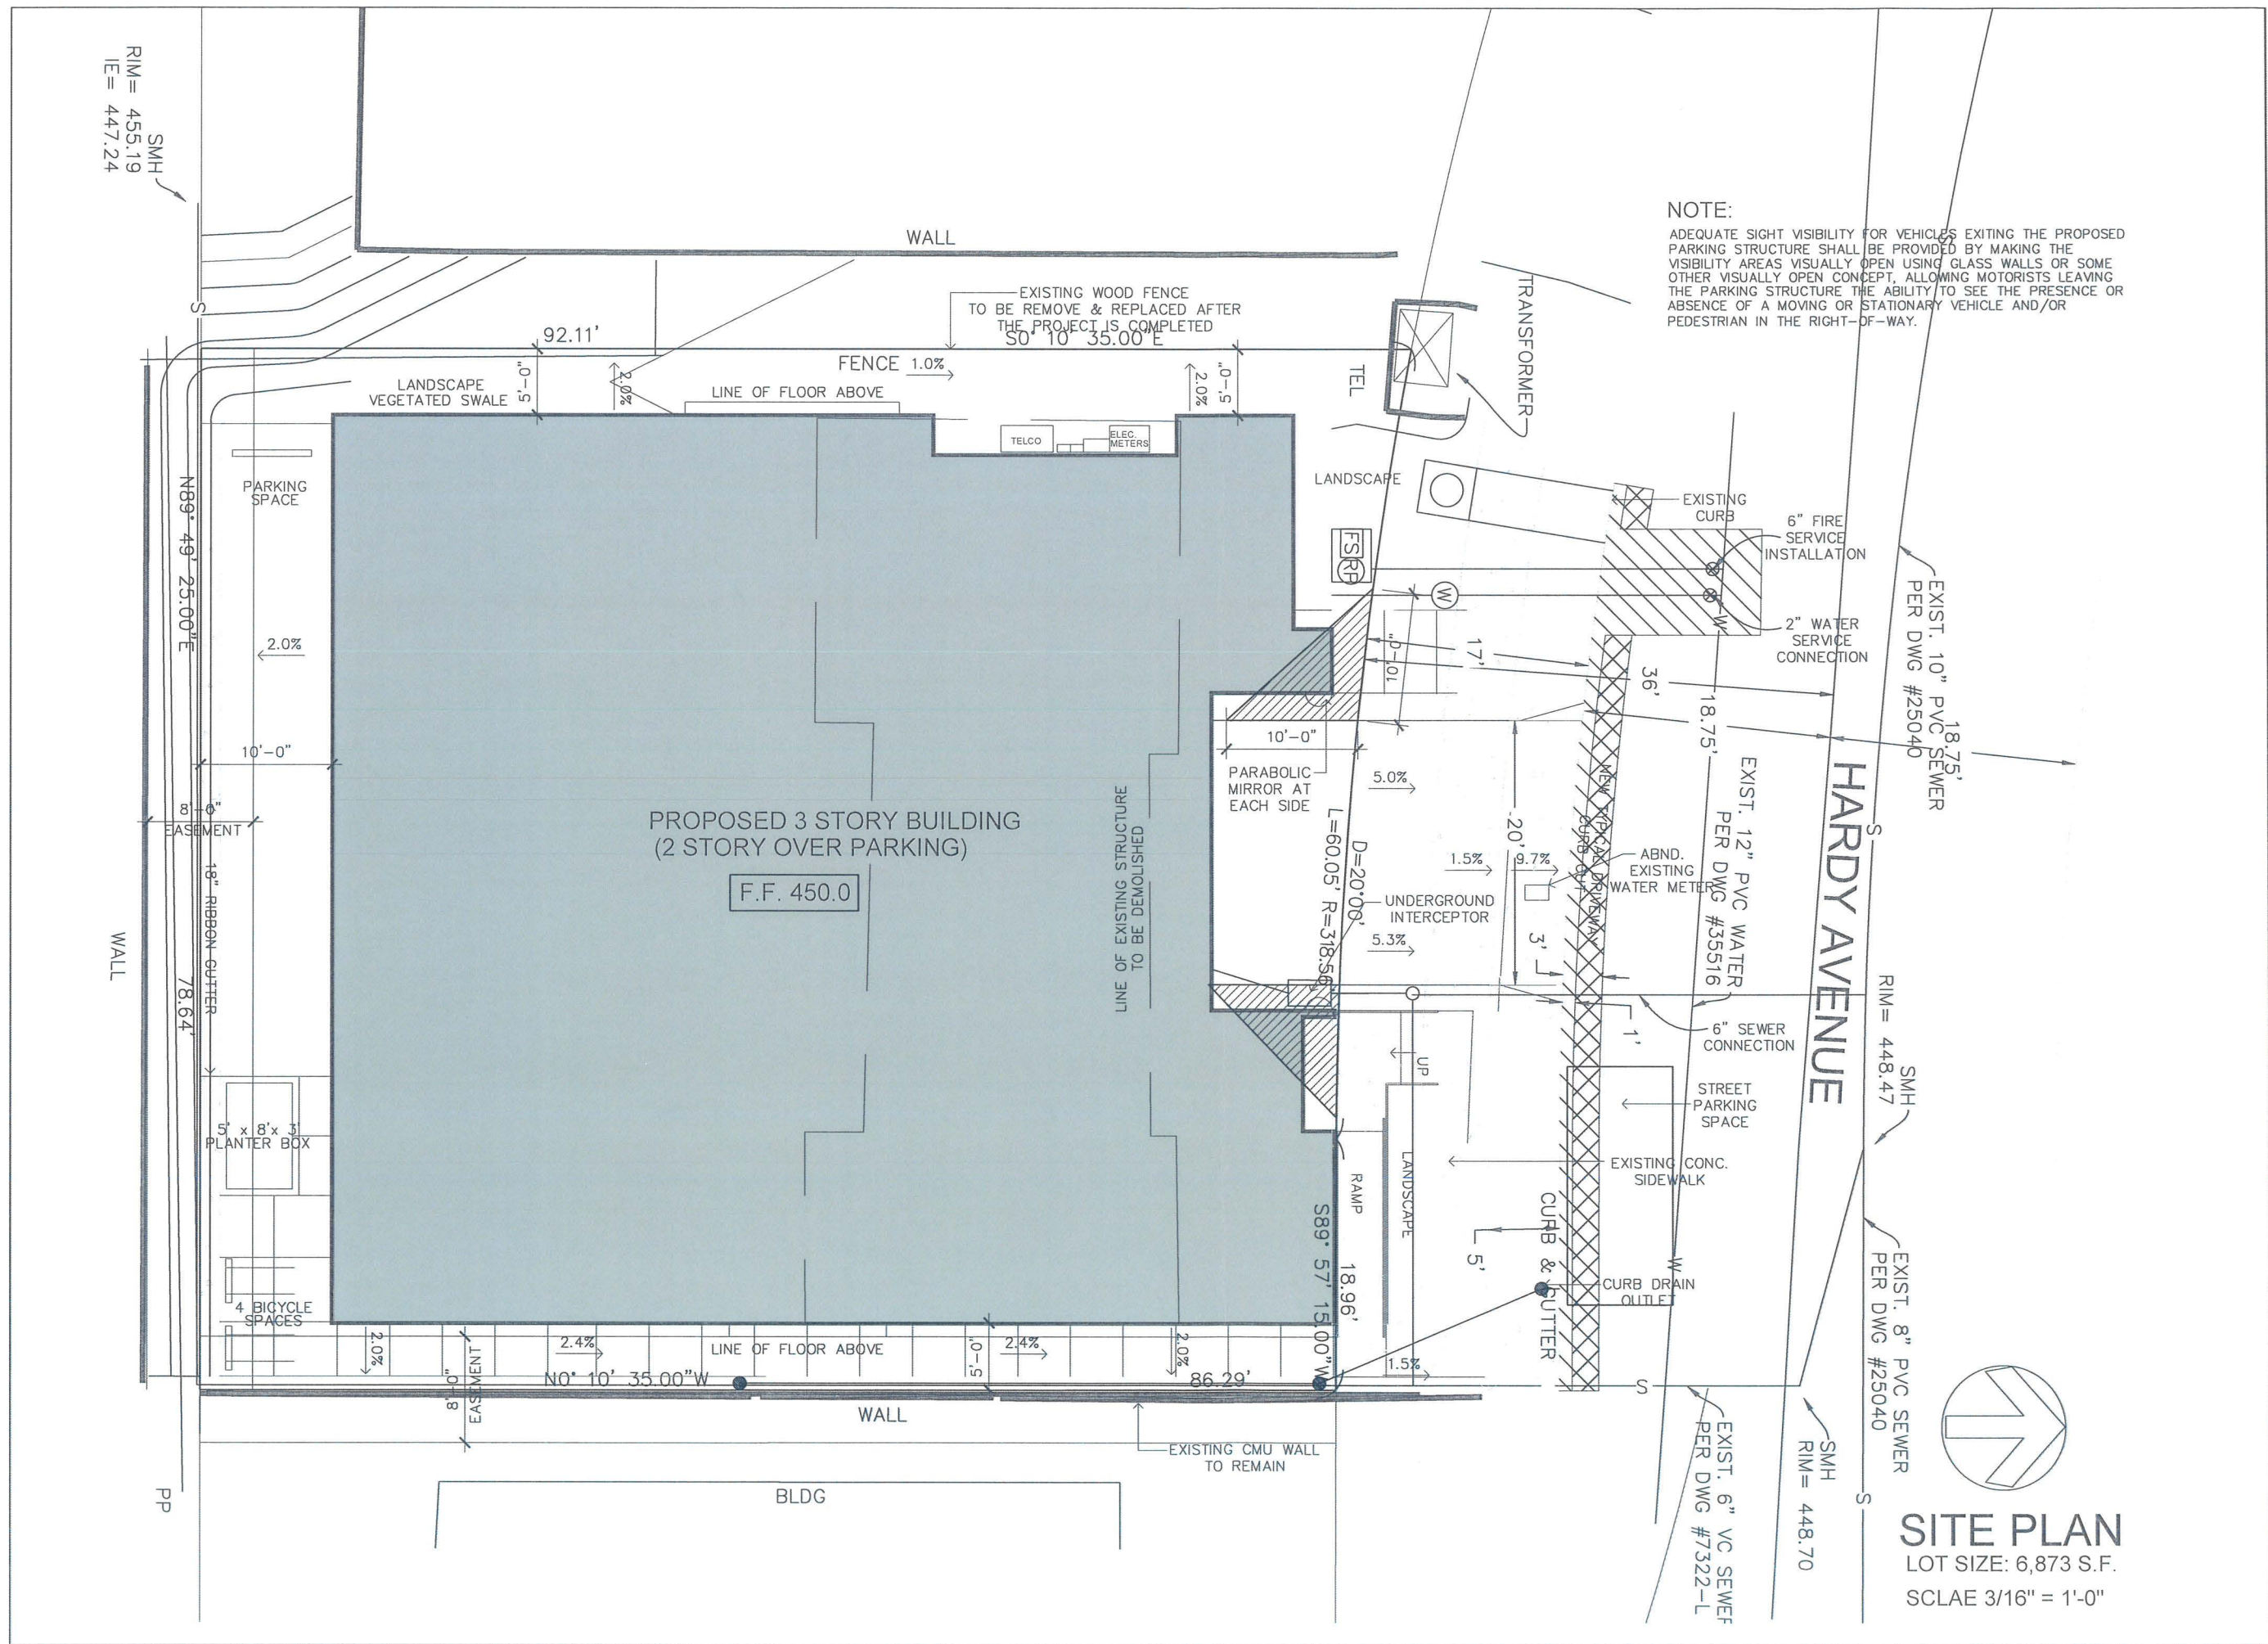 SMH
RIM= 455.19
IE= 447.24
S
WALL
NOTE:
ADEQUATE SIGHT VISIBILITY FOR VEHICLES EXITING THE PROPOSED
PARKING STRUCTURE SHALL BE PROVIDED BY MAKING THE
VISIBILITY AREAS VISUALLY OPEN USING GLASS WALLS OR SOME
OTHER VISUALLY OPEN CONCEPT, ALLOWING MOTORISTS LEAVING
THE PARKING STRUCTURE THE ABILITY TO SEE THE PRESENCE OR
ABSENCE OF A MOVING OR STATIONARY VEHICLE AND/OR
PEDESTRIAN IN THE RIGHT-OF-WAY.
S
EXISTING WOOD FENCE
TO BE REMOVE & REPLACED AFTER
THE PROJECT IS COMPLETED
92.11'
S0° 10' 35.00"E
FENCE
1.0%
TRANSFORMER
TEL
LANDSCAPE
VEGETATED SWALE
5'-0"
2.0%
LINE OF FLOOR ABOVE
2.0%
5'-0"
TELCO
ELEC.
METERS
LANDSCAPE
EXISTING
CURB
PARKING
SPACE
N89° 49' 25.00"E
2.0%
FS
RP
W
6" FIRE
SERVICE
INSTALLATION
W
2" WATER
SERVICE
CONNECTION
EXIST. 10" PVC SEWER
PER DWG #25040
10'-0"
17'
36'
18.75'
18.75'
10'-0"
8'-0"
EASEMENT
10'-0"
PARABOLIC
MIRROR AT
EACH SIDE
5.0%
PROPOSED 3 STORY BUILDING
(2 STORY OVER PARKING)
F.F. 450.0
LINE OF EXISTING STRUCTURE
TO BE DEMOLISHED
L=60.05' R=318.56'
D=20°00'
20'
1.5%
9.7%
NEW TYPICAL DRIVEWAY
CURB CUT
ABND.
EXISTING
WATER METER
EXIST. 12" PVC WATER
PER DWG #35516
HARDY AVENUE
S
UNDERGROUND
INTERCEPTOR
5.3%
3'
1'
18" RIBBON GUTTER
WALL
78.64'
6" SEWER
CONNECTION
SMH
RIM= 448.47
UP
STREET
PARKING
SPACE
5' x 8'x 3'
PLANTER BOX
EXISTING CONC.
SIDEWALK
RAMP
LANDSCAPE
S89° 57' 15.00"W
18.96'
5'
CURB & GUTTER
W
CURB DRAIN
OUTLET
EXIST. 8" PVC SEWER
PER DWG #25040
4 BICYCLE
SPACES
2.0%
8'-0"
EASEMENT
2.4%
LINE OF FLOOR ABOVE
5'-0"
2.4%
2.0%
1.5%
N0° 10' 35.00"W
86.29'
S
WALL
EXISTING CMU WALL
TO REMAIN
EXIST. 6" VC SEWER
PER DWG #7322-L
SMH
RIM= 448.70
S
PP
BLDG
SITE PLAN
LOT SIZE: 6,873 S.F.
SCLAE 3/16" = 1'-0"